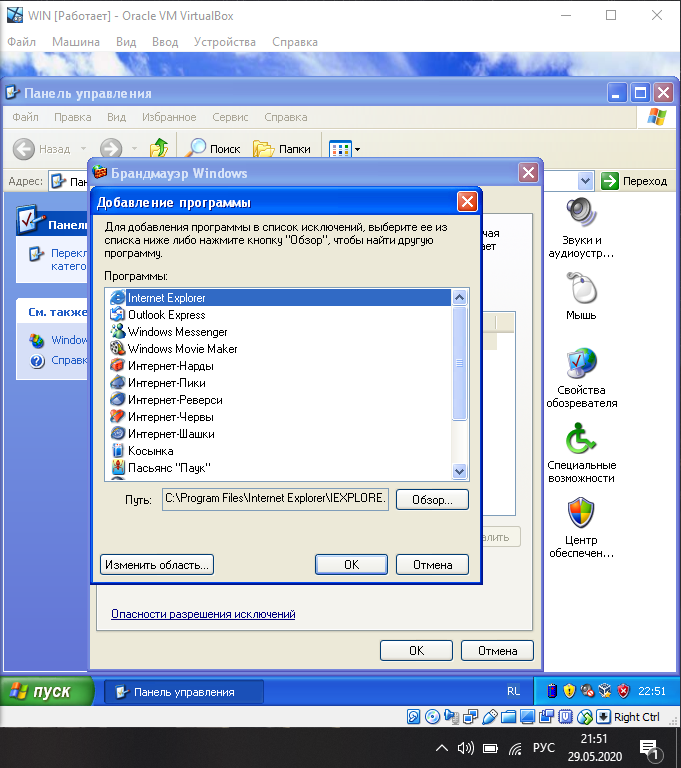 WIN [Работает] - Oracle VM VirtualBox
Файл Машина Вид Ввод Устройства Справка
Панель управления
Файл Правка Вид Избранное Сервис Справка
Назад Поиск Папки
Адрес: Пан Переход
Брандмауэр Windows
Добавление программы
Для добавления программы в список исключений, выберите ее из
списка ниже либо нажмите кнопку "Обзор", чтобы найти другую
программу.
Программы:
Internet Explorer
Outlook Express
Windows Messenger
Windows Movie Maker
Интернет-Нарды
Интернет-Пики
Интернет-Реверси
Интернет-Червы
Интернет-Шашки
Косынка
Пасьянс "Паук"
Путь: C:\Program Files\Internet Explorer\IEXPLORE. Обзор...
Изменить область... OK Отмена
Опасности разрешения исключений
OK Отмена
чая
ает
алить
Панель
Перекл
катего
См. также
Window
Справк
Звуки и
аудиоустр...
Мышь
Свойства
обозревателя
Специальные
возможности
Центр
обеспечен...
пуск Панель управления RL 22:51
Right Ctrl
РУС 21:51
29.05.2020 1